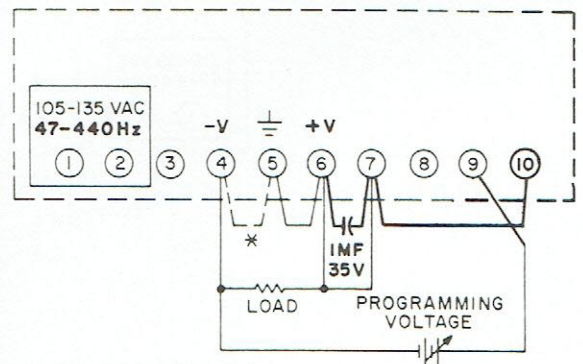 105-135 VAC
47-440Hz
-V
+V
1 2 3 4 5 6 7 8 9 10
*
1MF
35V
LOAD
PROGRAMMING
VOLTAGE